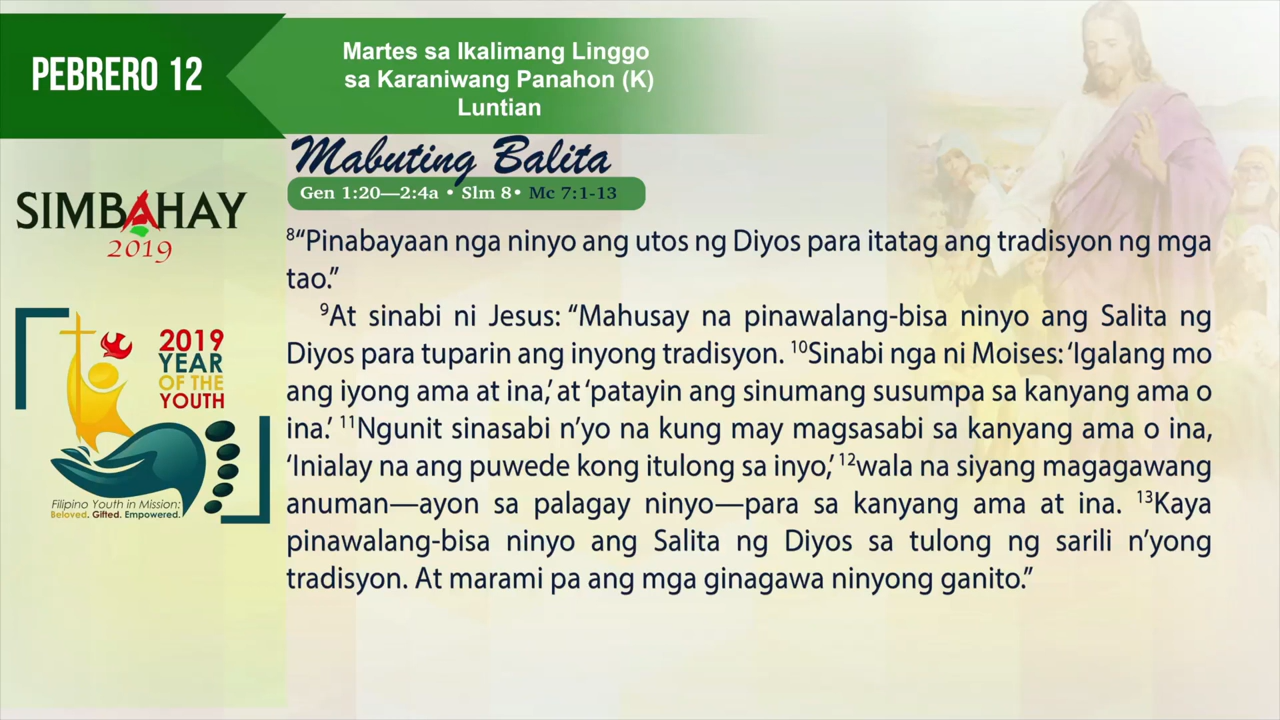 PEBRERO 12
Martes sa Ikalimang Linggo
sa Karaniwang Panahon (K)
Luntian
Mabuting Balita
Gen 1:20—2:4a • Slm 8• Mc 7:1-13
SIMBAHAY
2019
2019
YEAR
OF THE
YOUTH
Filipino Youth in Mission:
Beloved. Gifted. Empowered.
⁸“Pinabayaan nga ninyo ang utos ng Diyos para itatag ang tradisyon ng mga
tao.”
⁹At sinabi ni Jesus: “Mahusay na pinawalang-bisa ninyo ang Salita ng
Diyos para tuparin ang inyong tradisyon. ¹⁰Sinabi nga ni Moises: ‘Igalang mo
ang iyong ama at ina,’ at ‘patayin ang sinumang susumpa sa kanyang ama o
ina.’ ¹¹Ngunit sinasabi n’yo na kung may magsasabi sa kanyang ama o ina,
‘Inialay na ang puwede kong itulong sa inyo,’ ¹²wala na siyang magagawang
anuman—ayon sa palagay ninyo—para sa kanyang ama at ina. ¹³Kaya
pinawalang-bisa ninyo ang Salita ng Diyos sa tulong ng sarili n’yong
tradisyon. At marami pa ang mga ginagawa ninyong ganito.”